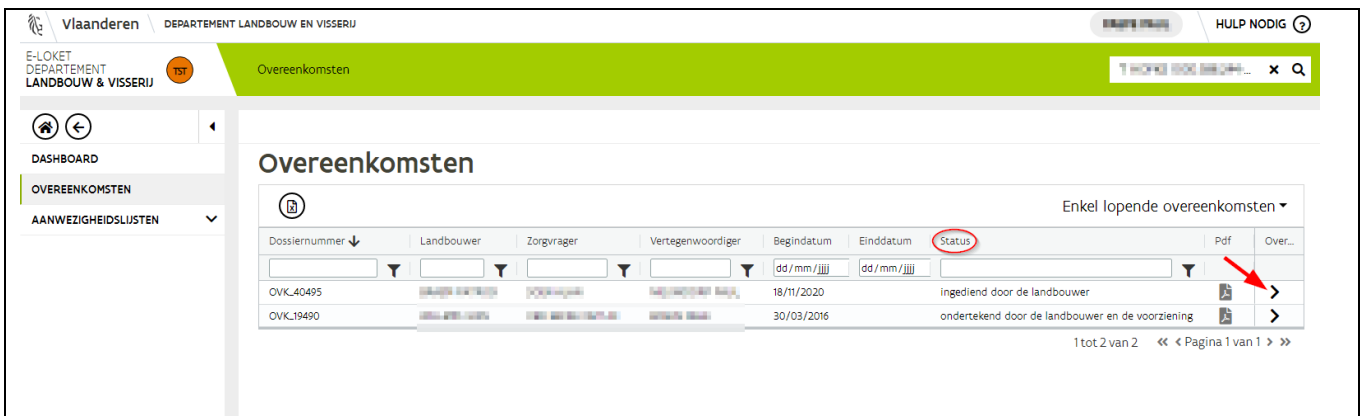 Vlaanderen DEPARTEMENT LANDBOUW EN VISSERIJ HULP NODIG ?
E-LOKET
DEPARTEMENT
LANDBOUW & VISSERIJ
TST
Overeenkomsten
DASHBOARD
OVEREENKOMSTEN
AANWEZIGHEIDSLIJSTEN
Overeenkomsten
Enkel lopende overeenkomsten
Dossiernummer Landbouwer Zorgvrager Vertegenwoordiger Begindatum Einddatum Status Pdf Over...
dd/mm/jjjj dd/mm/jjjj
OVK_40495 18/11/2020 ingediend door de landbouwer
OVK_19490 30/03/2016 ondertekend door de landbouwer en de voorziening
1 tot 2 van 2 Pagina 1 van 1